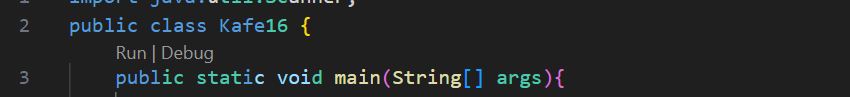 1 import java.util.Scanner;
2 public class Kafe16 {
Run | Debug
3 public static void main(String[] args){